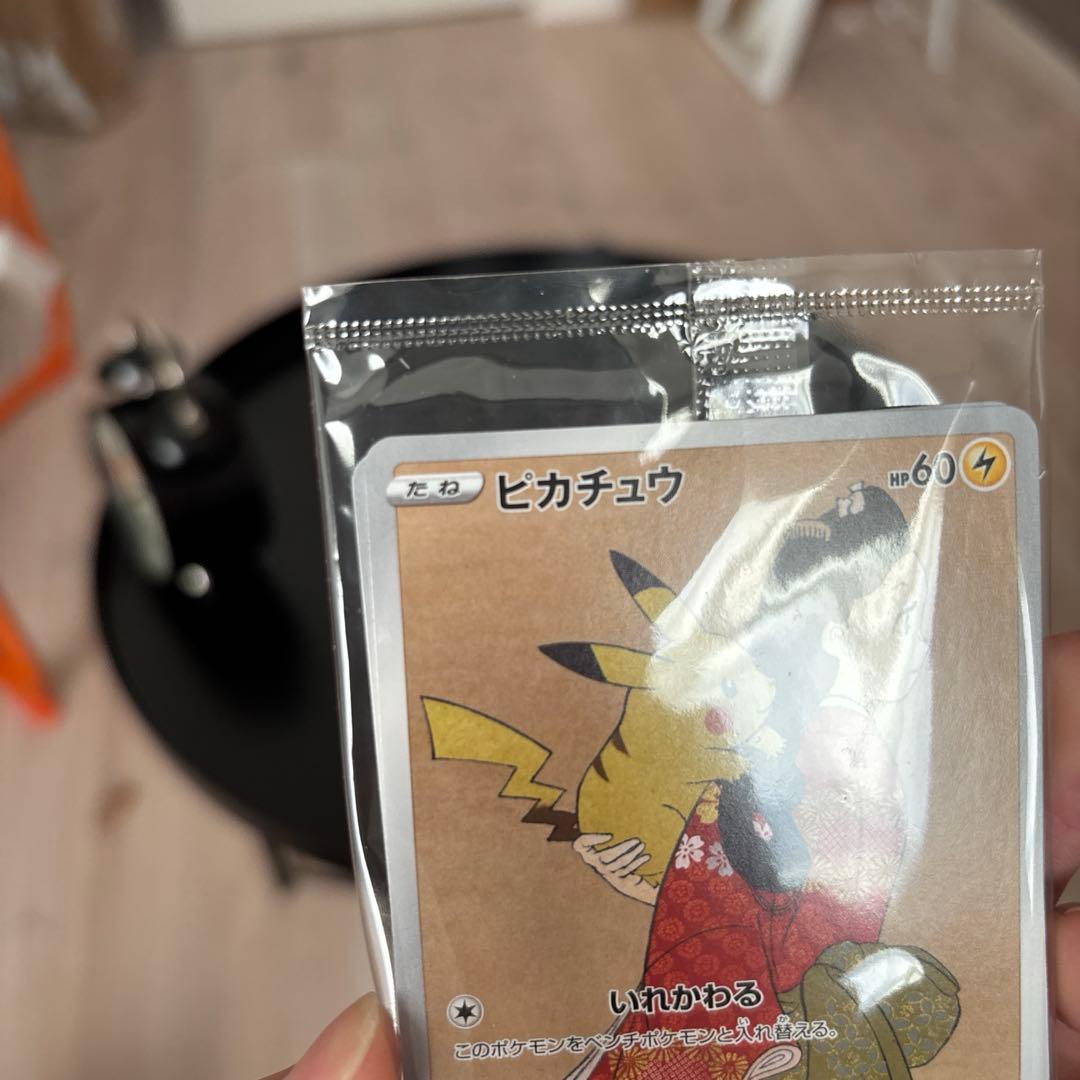 たね ピカチュウ HP60
いれかわる
このポケモンをベンチポケモンと入れ替える。